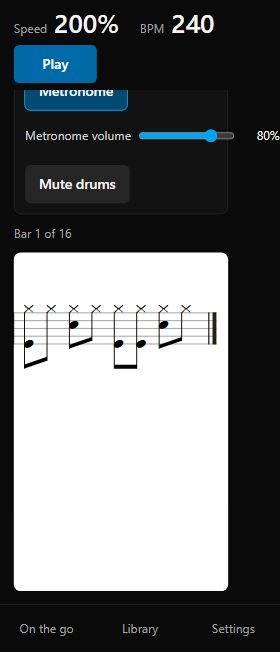 Speed 200% BPM 240
Play
Metronome
Metronome volume 80%
Mute drums
Bar 1 of 16
On the go Library Settings